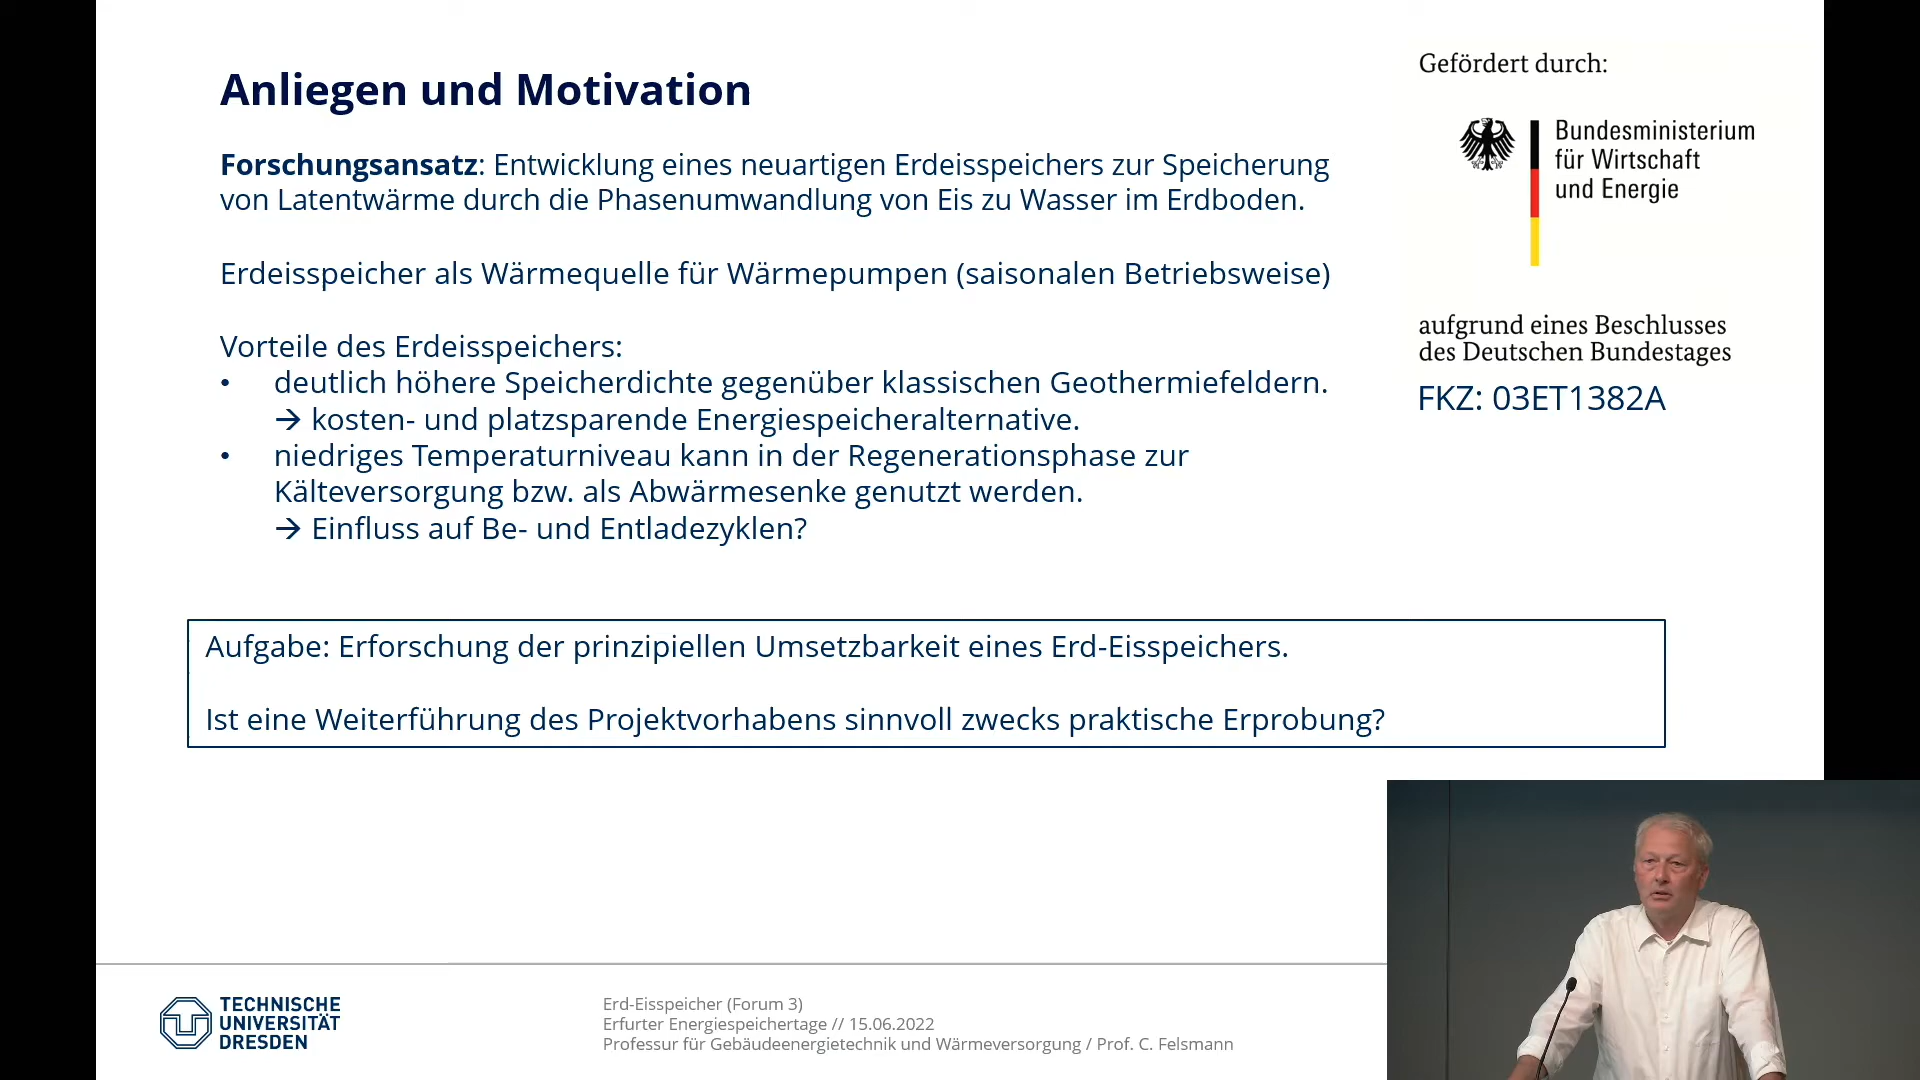 Anliegen und Motivation
Forschungsansatz: Entwicklung eines neuartigen Erdeisspeichers zur Speicherung
von Latentwärme durch die Phasenumwandlung von Eis zu Wasser im Erdboden.
Erdeisspeicher als Wärmequelle für Wärmepumpen (saisonalen Betriebsweise)
Vorteile des Erdeisspeichers:
• deutlich höhere Speicherdichte gegenüber klassischen Geothermiefeldern.
→ kosten- und platzsparende Energiespeicheralternative.
• niedriges Temperaturniveau kann in der Regenerationsphase zur
Kälteversorgung bzw. als Abwärmesenke genutzt werden.
→ Einfluss auf Be- und Entladezyklen?
Gefördert durch:
Bundesministerium
für Wirtschaft
und Energie
aufgrund eines Beschlusses
des Deutschen Bundestages
FKZ: 03ET1382A
Aufgabe: Erforschung der prinzipiellen Umsetzbarkeit eines Erd-Eisspeichers.
Ist eine Weiterführung des Projektvorhabens sinnvoll zwecks praktische Erprobung?
TECHNISCHE
UNIVERSITÄT
DRESDEN
Erd-Eisspeicher (Forum 3)
Erfurter Energiespeichertage // 15.06.2022
Professur für Gebäudeenergietechnik und Wärmeversorgung / Prof. C. Felsmann